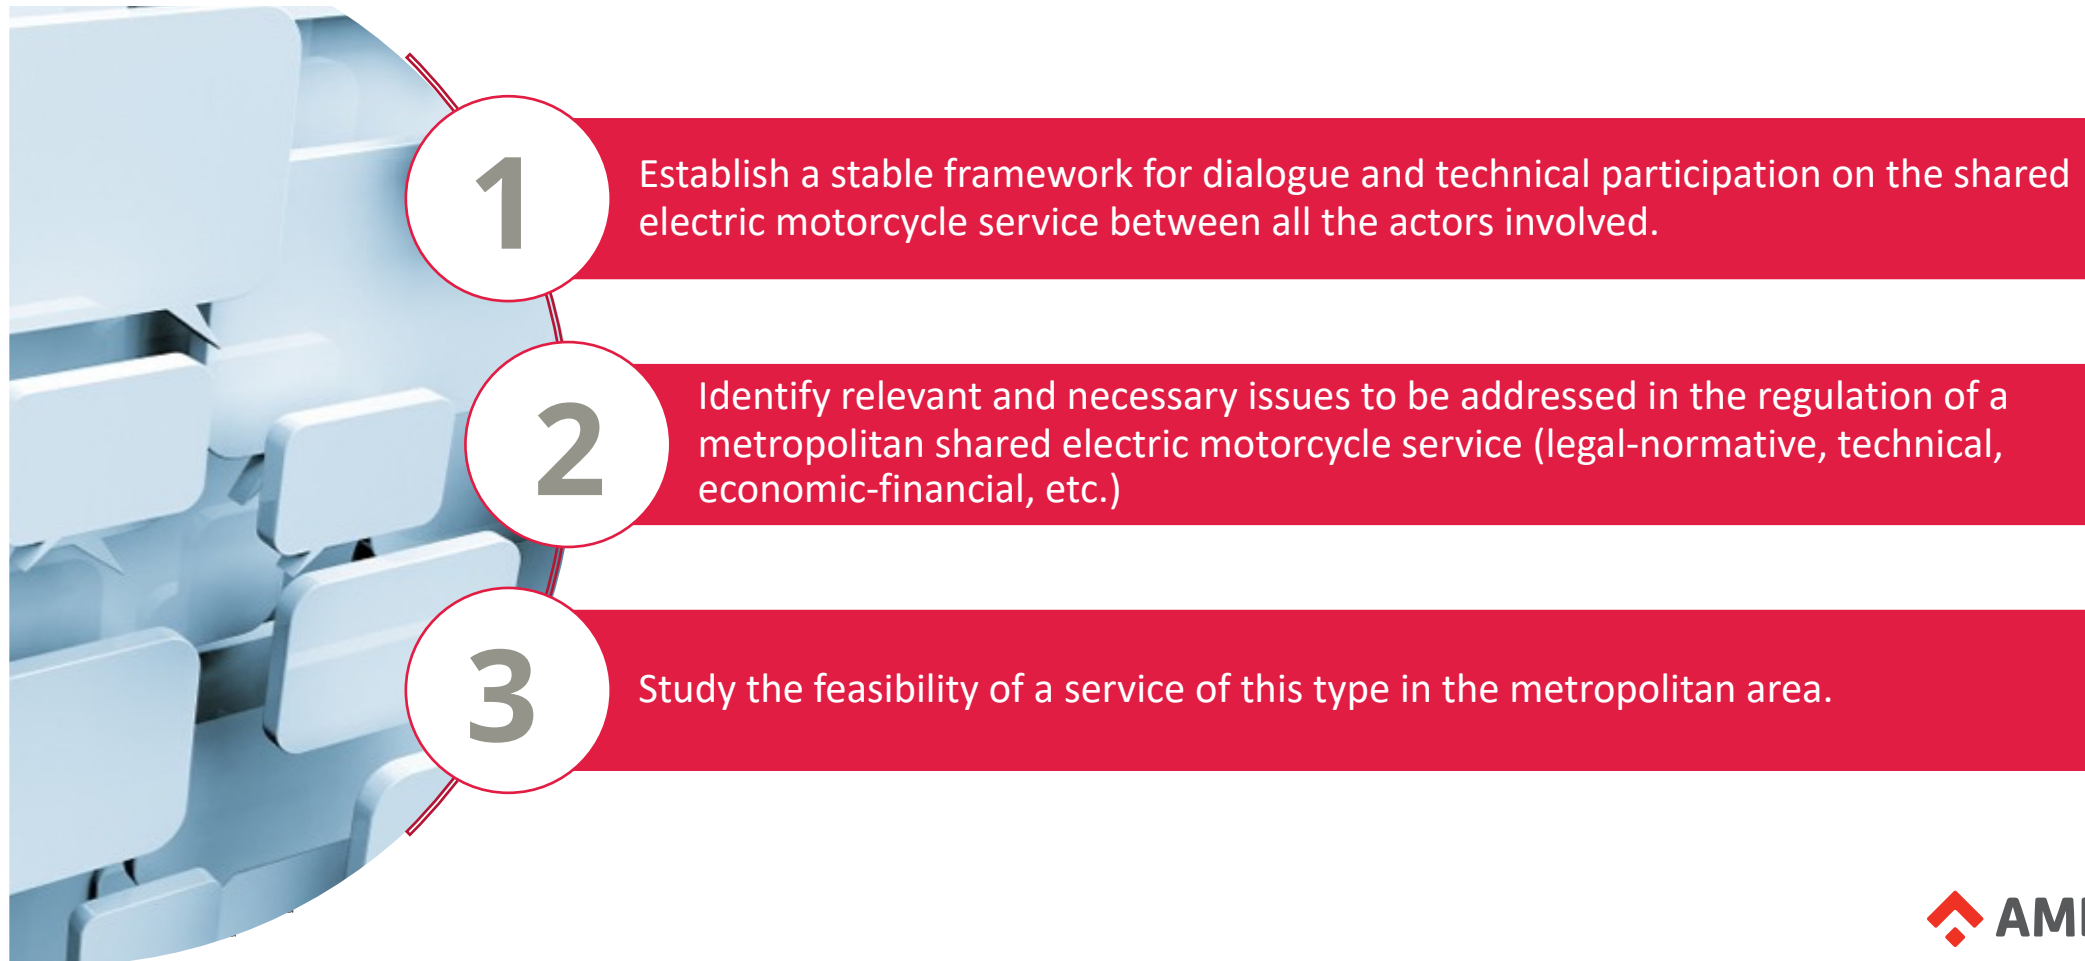 1
Establish a stable framework for dialogue and technical participation on the shared
electric motorcycle service between all the actors involved.
2
Identify relevant and necessary issues to be addressed in the regulation of a
metropolitan shared electric motorcycle service (legal-normative, technical,
economic-financial, etc.)
3
Study the feasibility of a service of this type in the metropolitan area.